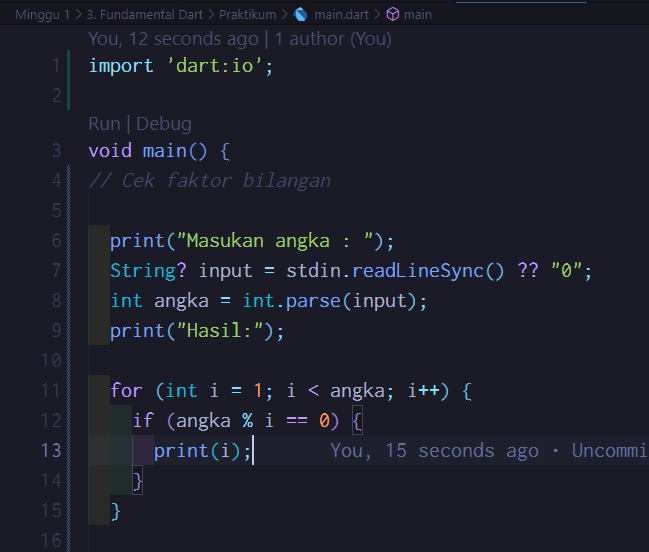 Minggu 1 > 3. Fundamental Dart > Praktikum > main.dart > main
You, 12 seconds ago | 1 author (You)
1 import 'dart:io';
2
Run | Debug
3 void main() {
4 // Cek faktor bilangan
5
6 print("Masukan angka : ");
7 String? input = stdin.readLineSync() ?? "0";
8 int angka = int.parse(input);
9 print("Hasil:");
10
11 for (int i = 1; i < angka; i++) {
12 if (angka % i == 0) {
13 print(i); You, 15 seconds ago • Uncommi
14 }
15 }
16